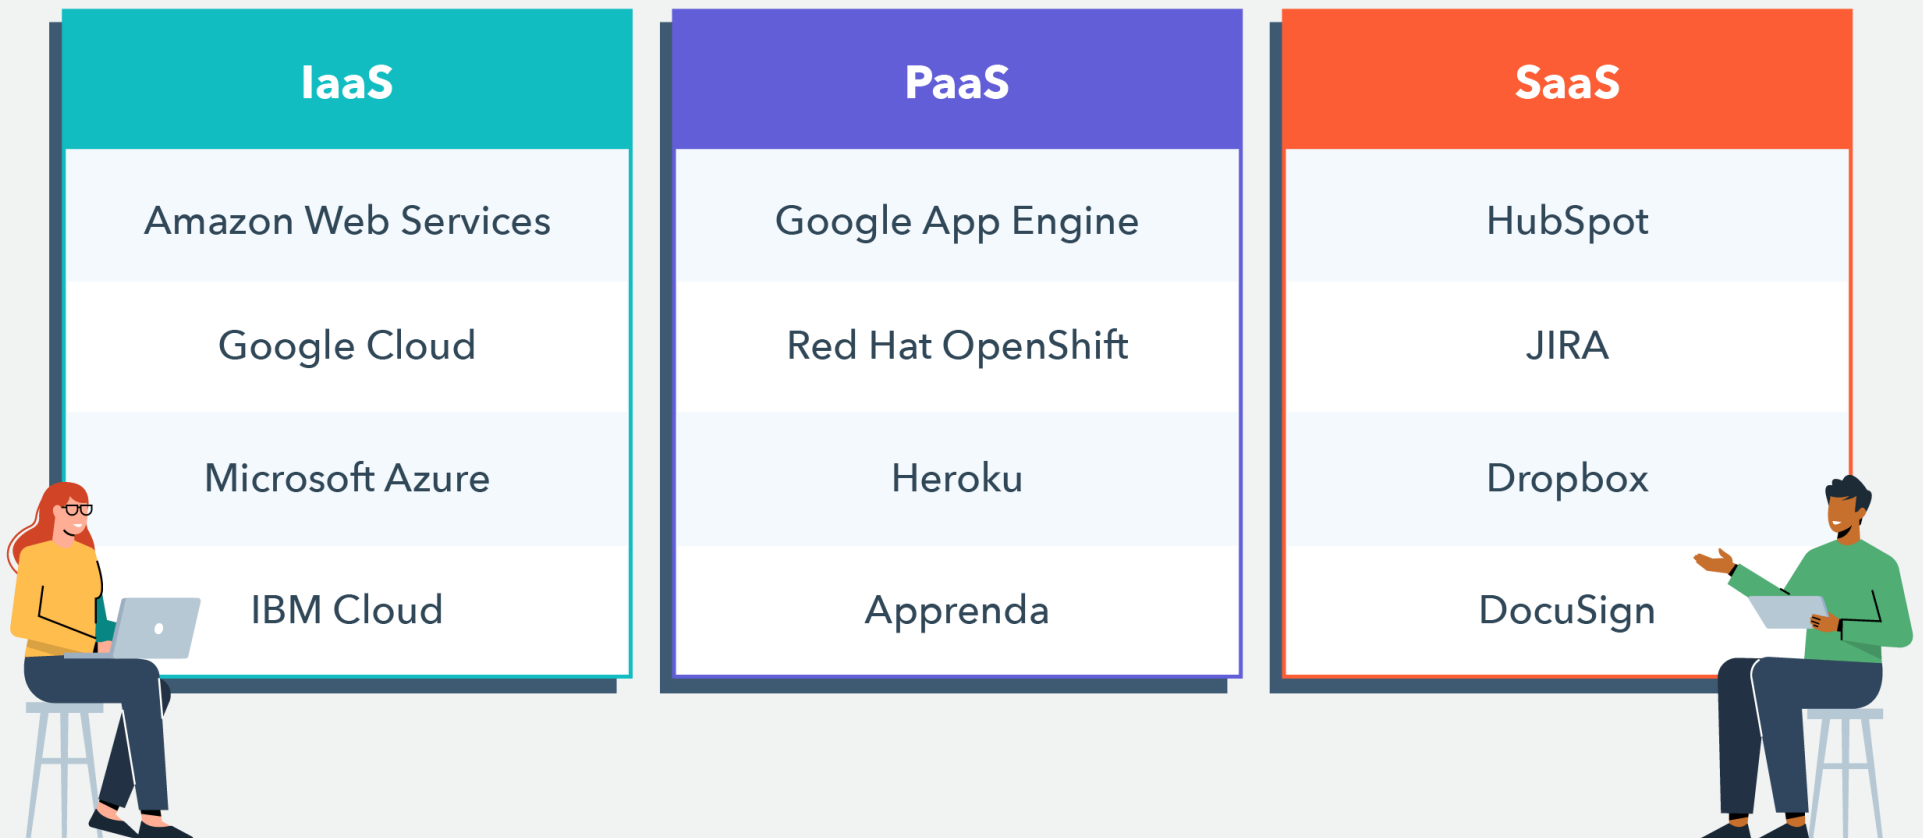 IaaS
Amazon Web Services
Google Cloud
Microsoft Azure
IBM Cloud
PaaS
Google App Engine
Red Hat OpenShift
Heroku
Apprenda
SaaS
HubSpot
JIRA
Dropbox
DocuSign